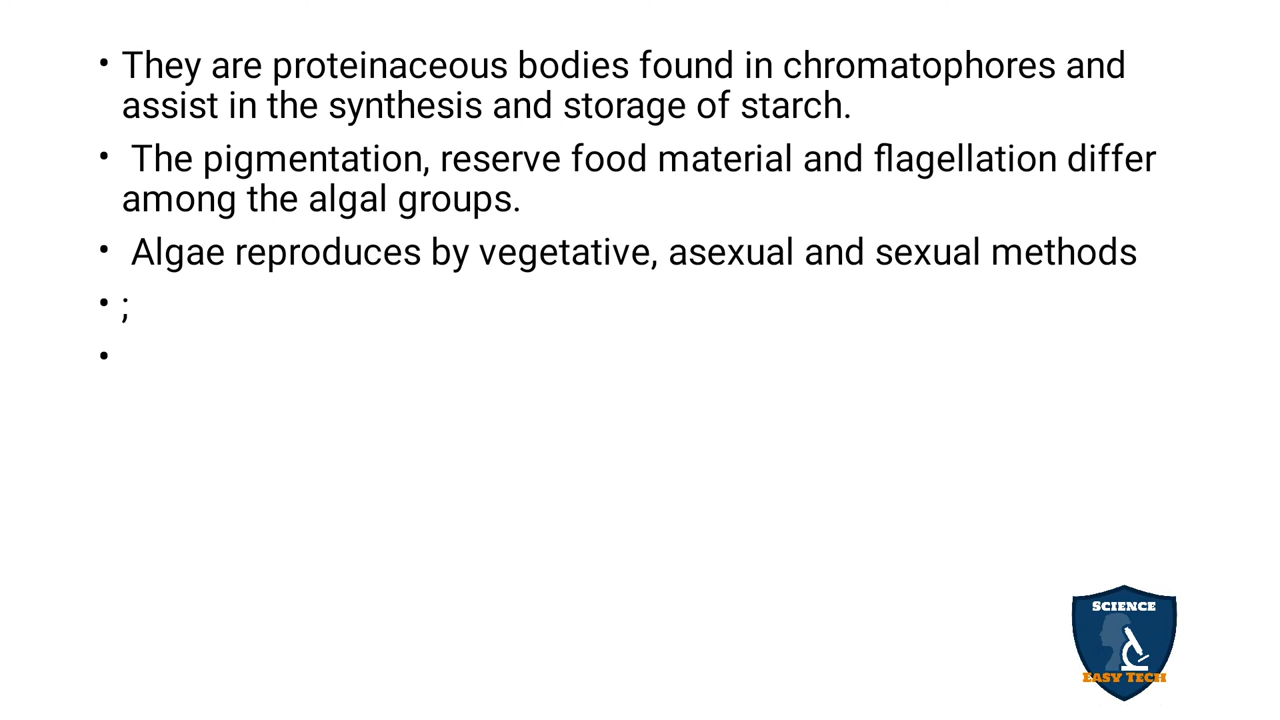 • They are proteinaceous bodies found in chromatophores and
assist in the synthesis and storage of starch.
• The pigmentation, reserve food material and flagellation differ
among the algal groups.
• Algae reproduces by vegetative, asexual and sexual methods
• ;
•
SCIENCE
EASY TECH